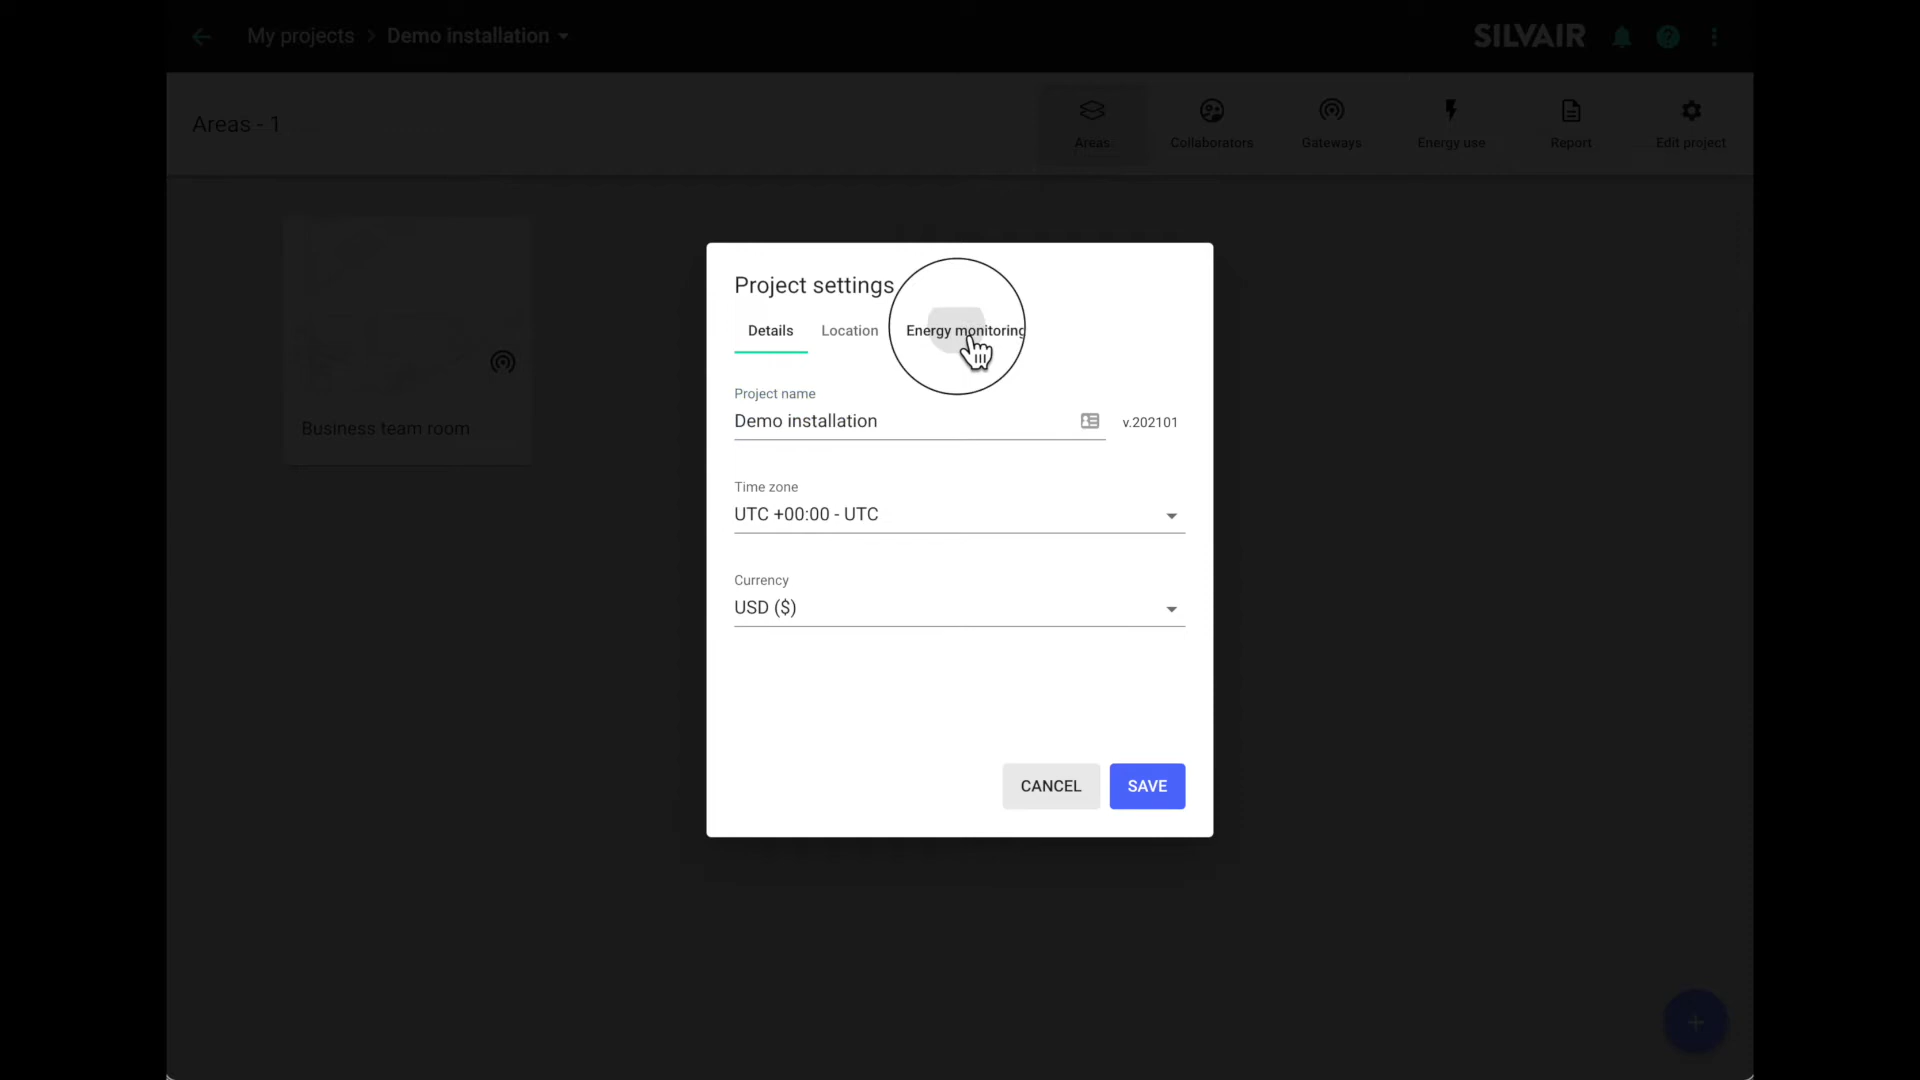 My projects > Demo installation
SILVAIR
Areas - 1
Areas
Collaborators
Gateways
Energy use
Report
Edit project
Business team room
Project settings
Details
Location
Energy monitoring
Project name
Demo installation
v.202101
Time zone
UTC +00:00 - UTC
Currency
USD ($)
CANCEL
SAVE